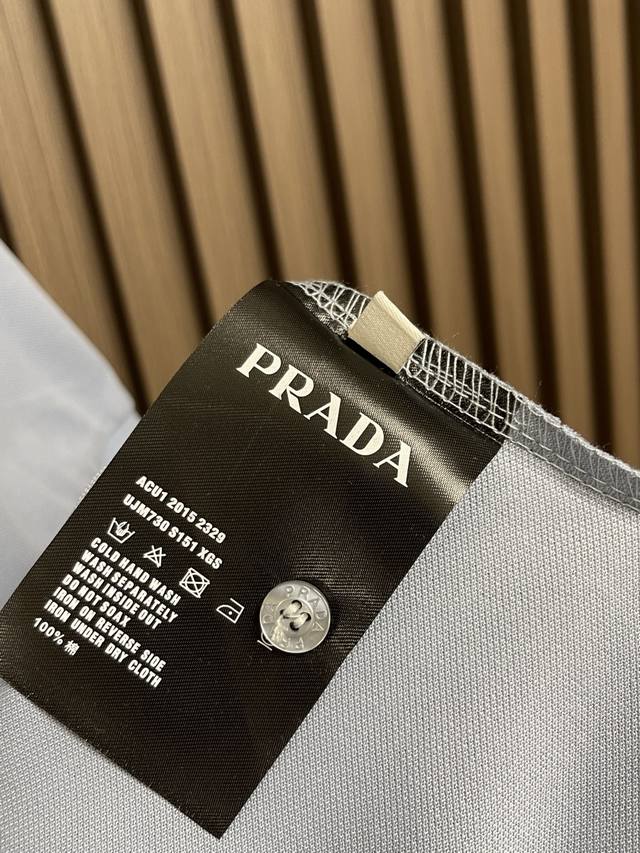 PRADA
ACU1 2015 2329
UJM730 S151 XGS
COLD HAND WASH
WASH SEPARATELY
WASH INSIDE OUT
DO NOT SOAX
IRON ON REVERSE SIDE
IRON UNDER DRY CLOTH
100% 棉
PRADA